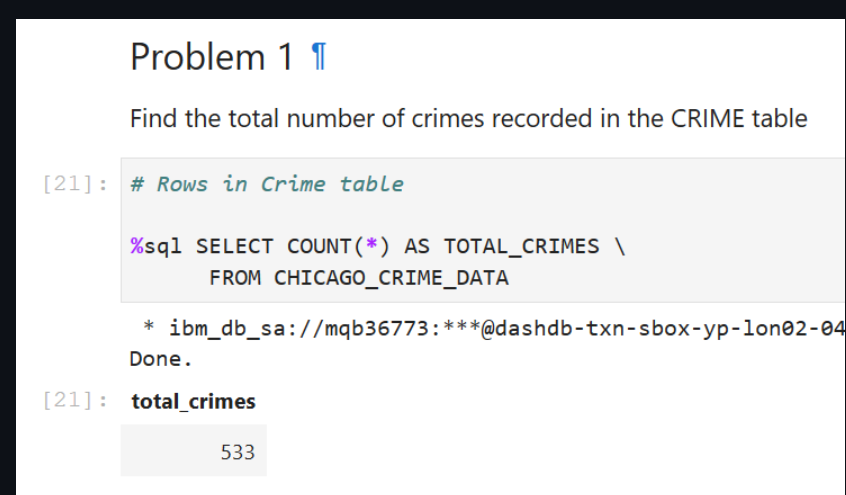 Problem 1 ¶
Find the total number of crimes recorded in the CRIME table
[21]: # Rows in Crime table
%sql SELECT COUNT(*) AS TOTAL_CRIMES \
FROM CHICAGO_CRIME_DATA
* ibm_db_sa://mqb36773:***@dashdb-txn-sbox-yp-lon02-04
Done.
[21]: total_crimes
533